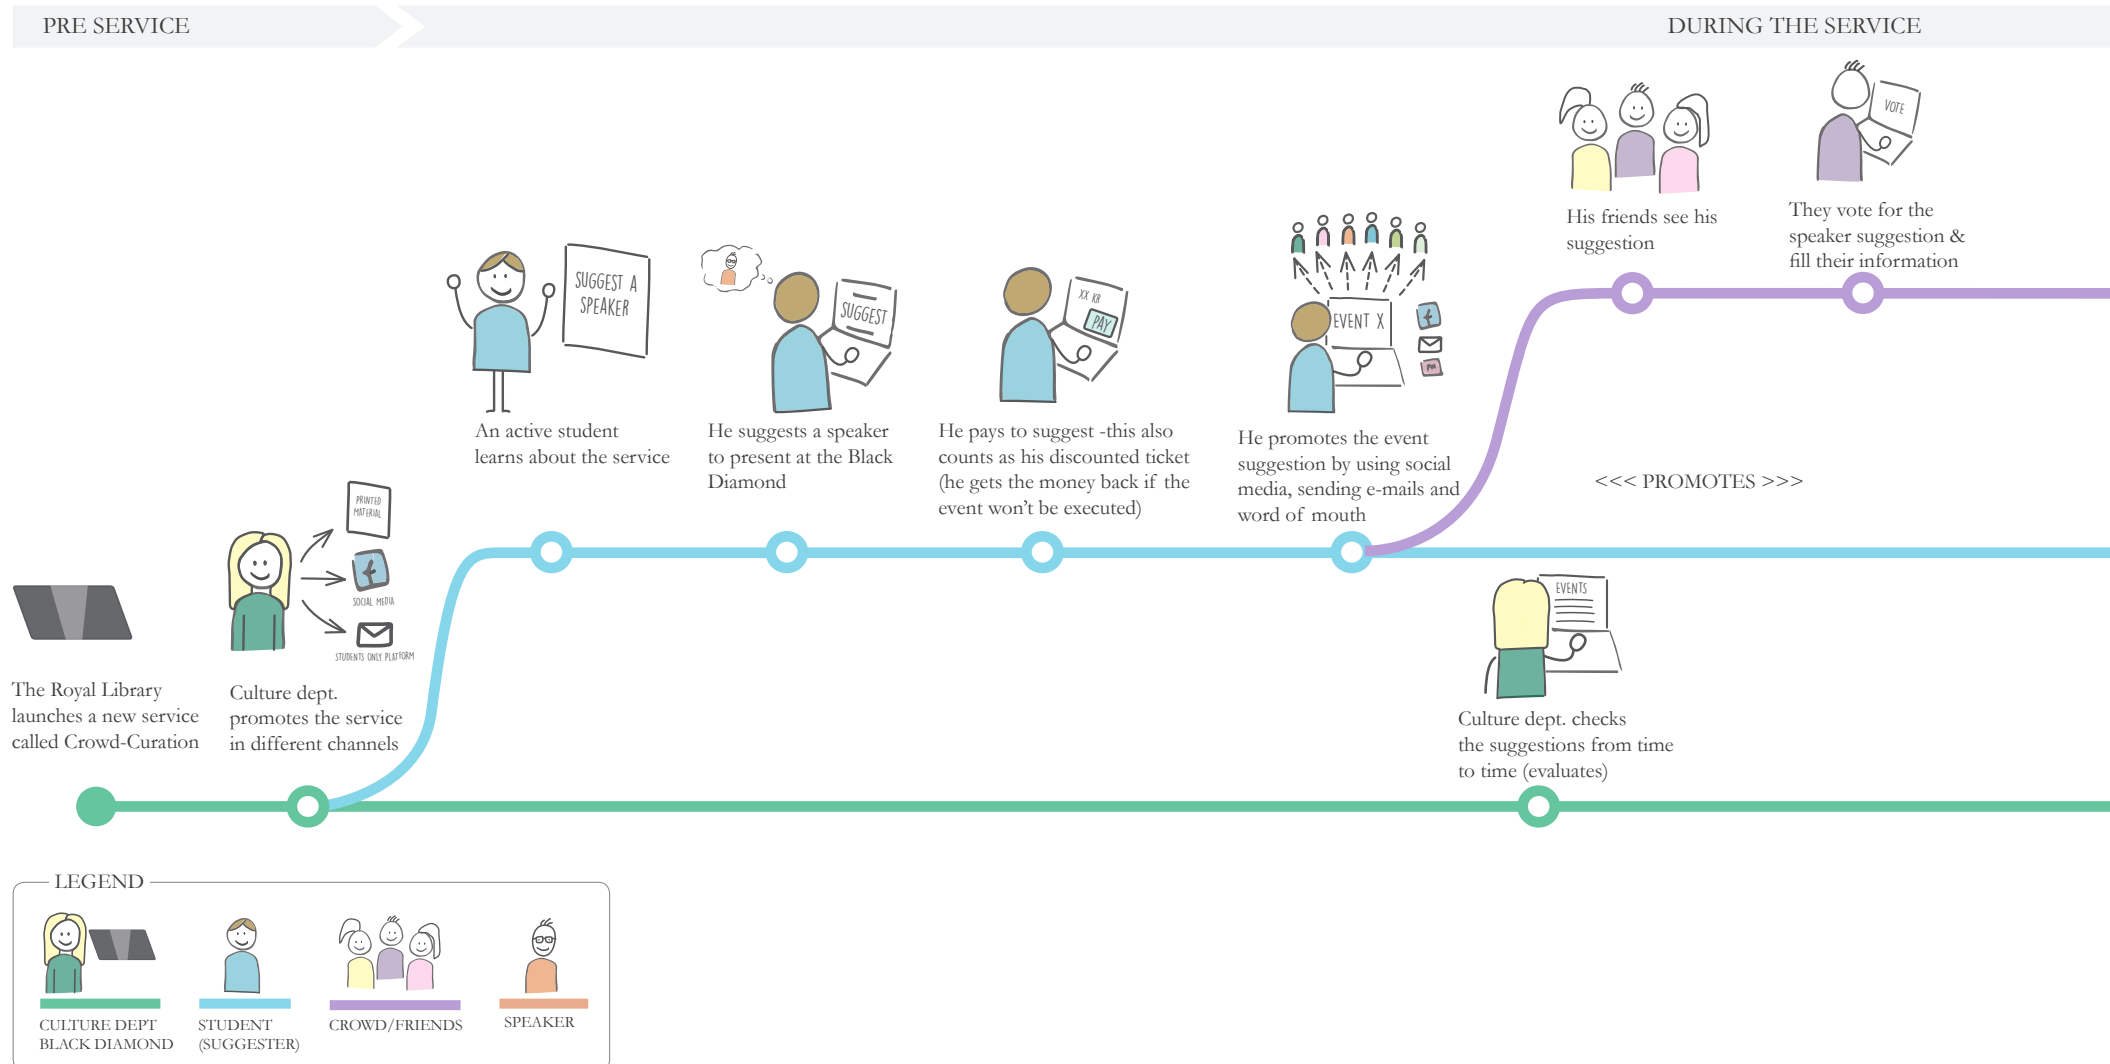 PRE SERVICE
DURING THE SERVICE
VOTE
His friends see his
suggestion
They vote for the
speaker suggestion &
fill their information
SUGGEST A
SPEAKER
SUGGEST
XX KR
PAY
EVENT X
An active student
learns about the service
He suggests a speaker
to present at the Black
Diamond
He pays to suggest -this also
counts as his discounted ticket
(he gets the money back if the
event won't be executed)
He promotes the event
suggestion by using social
media, sending e-mails and
word of mouth
<<< PROMOTES >>>
PRINTED
MATERIAL
SOCIAL MEDIA
STUDENTS ONLY PLATFORM
EVENTS
The Royal Library
launches a new service
called Crowd-Curation
Culture dept.
promotes the service
in different channels
Culture dept. checks
the suggestions from time
to time (evaluates)
LEGEND
CULTURE DEPT
BLACK DIAMOND
STUDENT
(SUGGESTER)
CROWD/FRIENDS
SPEAKER